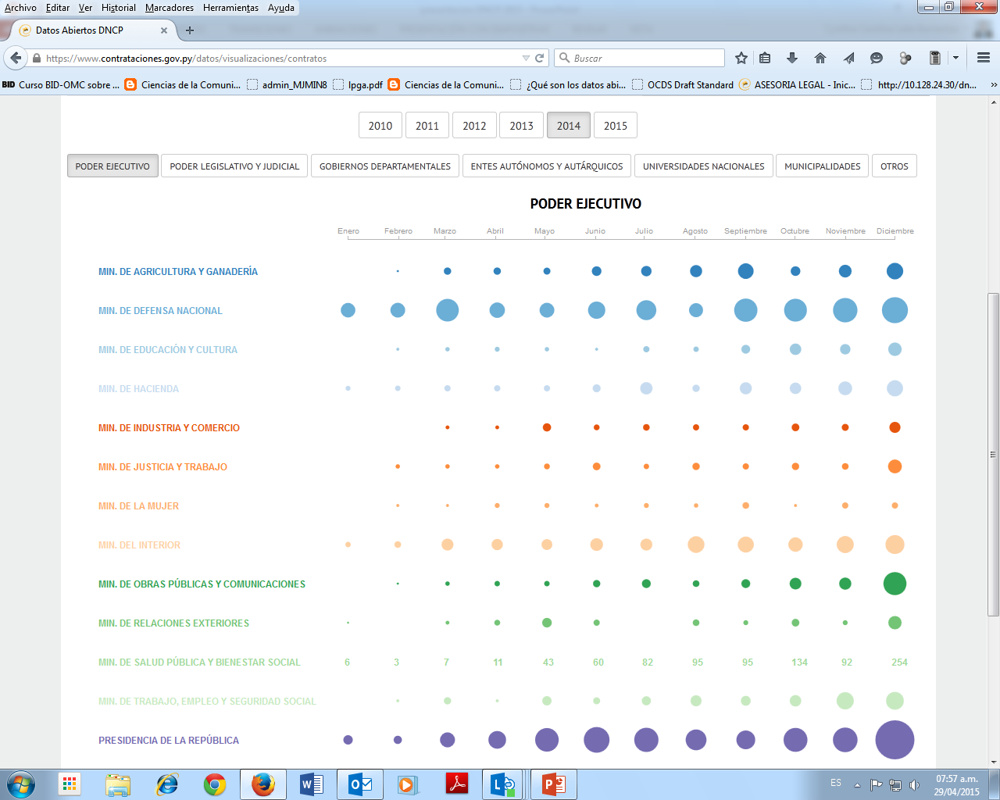 Archivo Editar Ver Historial Marcadores Herramientas Ayuda
Datos Abiertos DNCP
https://www.contrataciones.gov.py/datos/visualizaciones/contratos
Buscar
BID Curso BID-OMC sobre ... Ciencias de la Comuni... admin_MJMIN8 lpga.pdf Ciencias de la Comuni... ¿Qué son los datos abi... OCDS Draft Standard ASESORIA LEGAL - Inic... http://10.128.24.30/dn... »
2010 2011 2012 2013 2014 2015
PODER EJECUTIVO PODER LEGISLATIVO Y JUDICIAL GOBIERNOS DEPARTAMENTALES ENTES AUTÓNOMOS Y AUTÁRQUICOS UNIVERSIDADES NACIONALES MUNICIPALIDADES OTROS
PODER EJECUTIVO
Enero Febrero Marzo Abril Mayo Junio Julio Agosto Septiembre Octubre Noviembre Diciembre
MIN. DE AGRICULTURA Y GANADERÍA
MIN. DE DEFENSA NACIONAL
MIN. DE EDUCACIÓN Y CULTURA
MIN. DE HACIENDA
MIN. DE INDUSTRIA Y COMERCIO
MIN. DE JUSTICIA Y TRABAJO
MIN. DE LA MUJER
MIN. DEL INTERIOR
MIN. DE OBRAS PÚBLICAS Y COMUNICACIONES
MIN. DE RELACIONES EXTERIORES
MIN. DE SALUD PÚBLICA Y BIENESTAR SOCIAL 6 3 7 11 43 60 82 95 95 134 92 254
MIN. DE TRABAJO, EMPLEO Y SEGURIDAD SOCIAL
PRESIDENCIA DE LA REPÚBLICA
ES 07:57 a.m.
29/04/2015